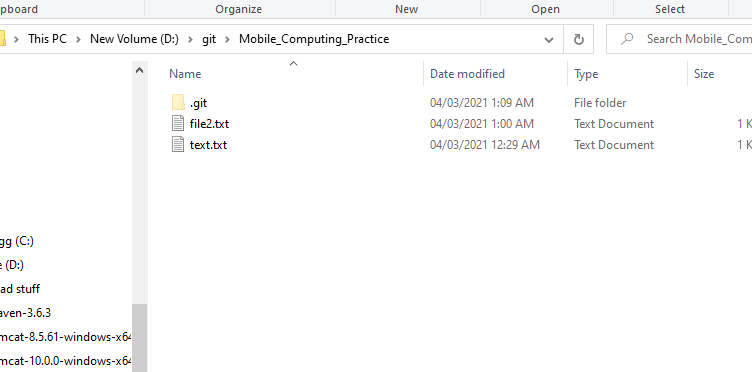 pboard Organize New Open Select
This PC > New Volume (D:) > git > Mobile_Computing_Practice Search Mobile_Com
Name Date modified Type Size
.git 04/03/2021 1:09 AM File folder
file2.txt 04/03/2021 1:00 AM Text Document 1 K
text.txt 04/03/2021 12:29 AM Text Document 1 K
gg (C:)
e (D:)
ad stuff
aven-3.6.3
mcat-8.5.61-windows-x64
mcat-10.0.0-windows-x64